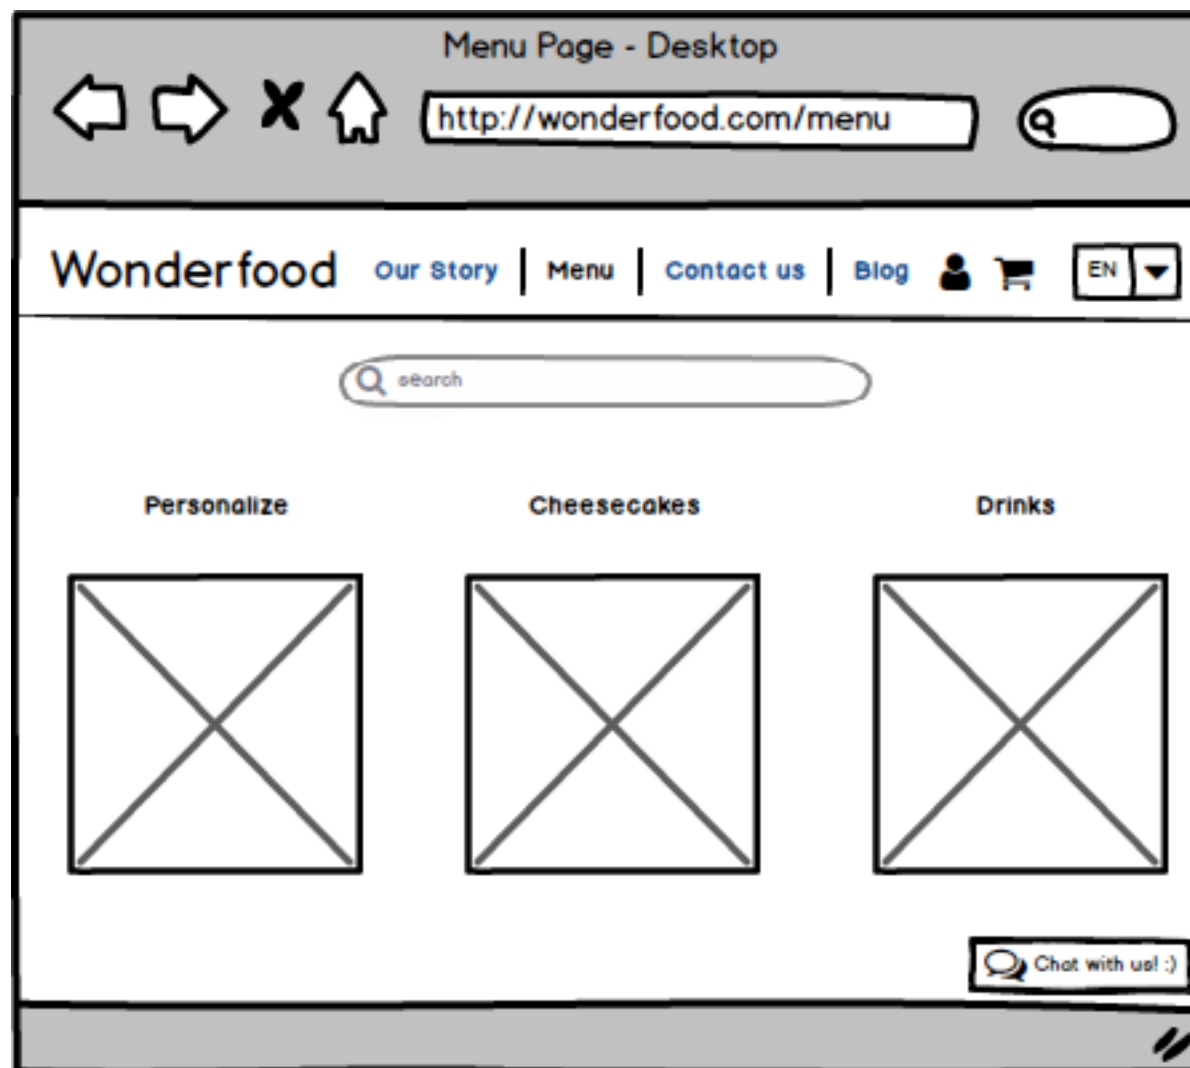 Menu Page - Desktop
http://wonderfood.com/menu
Wonderfood Our Story Menu Contact us Blog EN
search
Personalize Cheesecakes Drinks
Chat with us! :)